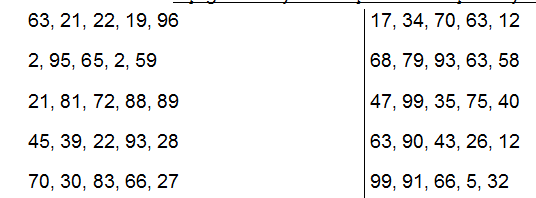 63, 21, 22, 19, 96
17, 34, 70, 63, 12
2, 95, 65, 2, 59
68, 79, 93, 63, 58
21, 81, 72, 88, 89
47, 99, 35, 75, 40
45, 39, 22, 93, 28
63, 90, 43, 26, 12
70, 30, 83, 66, 27
99, 91, 66, 5, 32